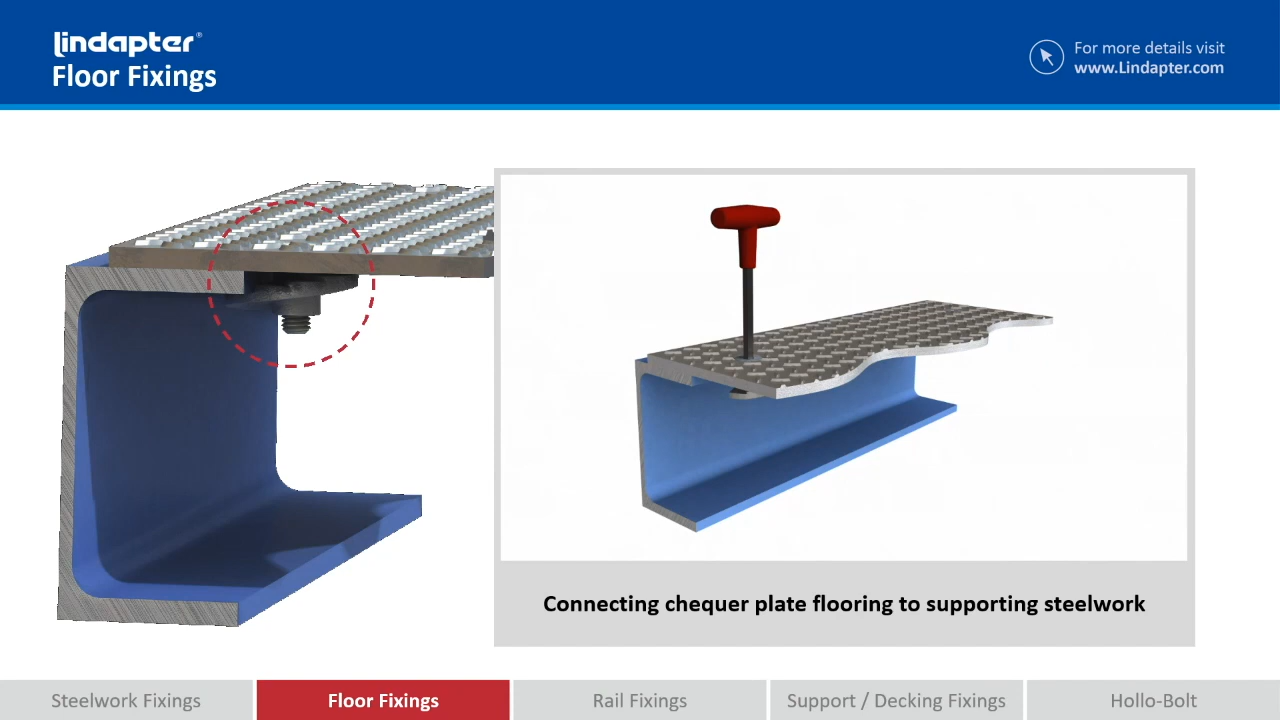 lindapter®
Floor Fixings
For more details visit
www.Lindapter.com
Connecting chequer plate flooring to supporting steelwork
Steelwork Fixings
Floor Fixings
Rail Fixings
Support / Decking Fixings
Hollo-Bolt